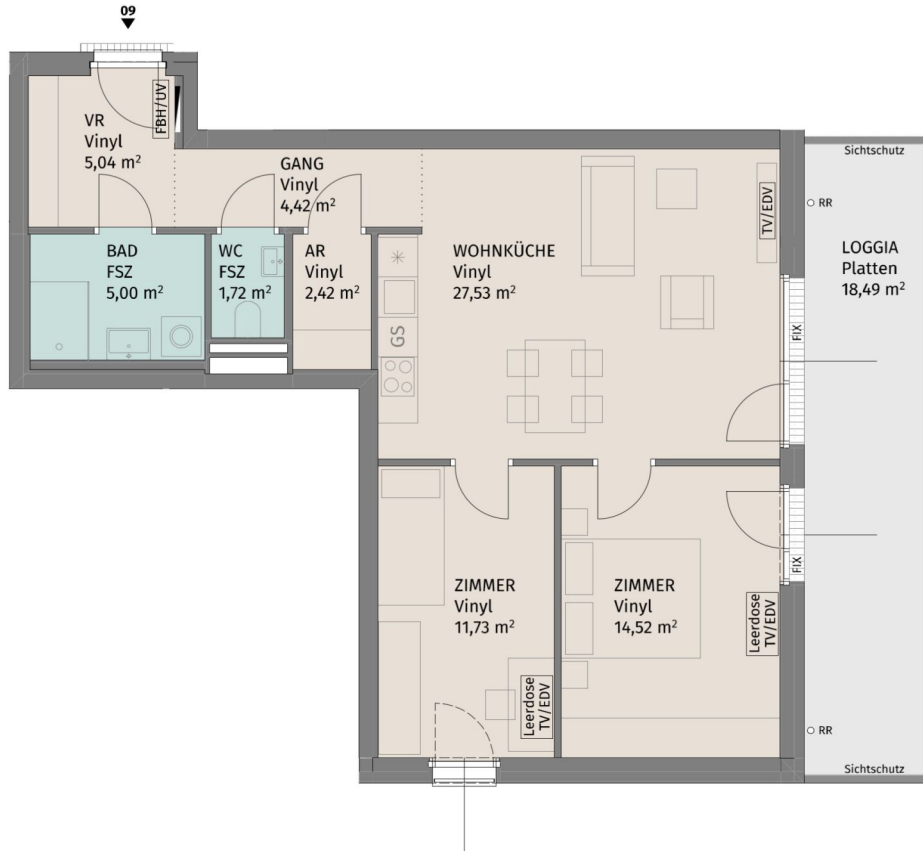 09
FBH/UV
VR
Vinyl
5,04 m²
GANG
Vinyl
4,42 m²
BAD
FSZ
5,00 m²
WC
FSZ
1,72 m²
AR
Vinyl
2,42 m²
GS
WOHNKÜCHE
Vinyl
27,53 m²
TV/EDV
Sichtschutz
RR
LOGGIA
Platten
18,49 m²
FIX
FIX
ZIMMER
Vinyl
11,73 m²
Leerdose
TV/EDV
ZIMMER
Vinyl
14,52 m²
Leerdose
TV/EDV
RR
Sichtschutz